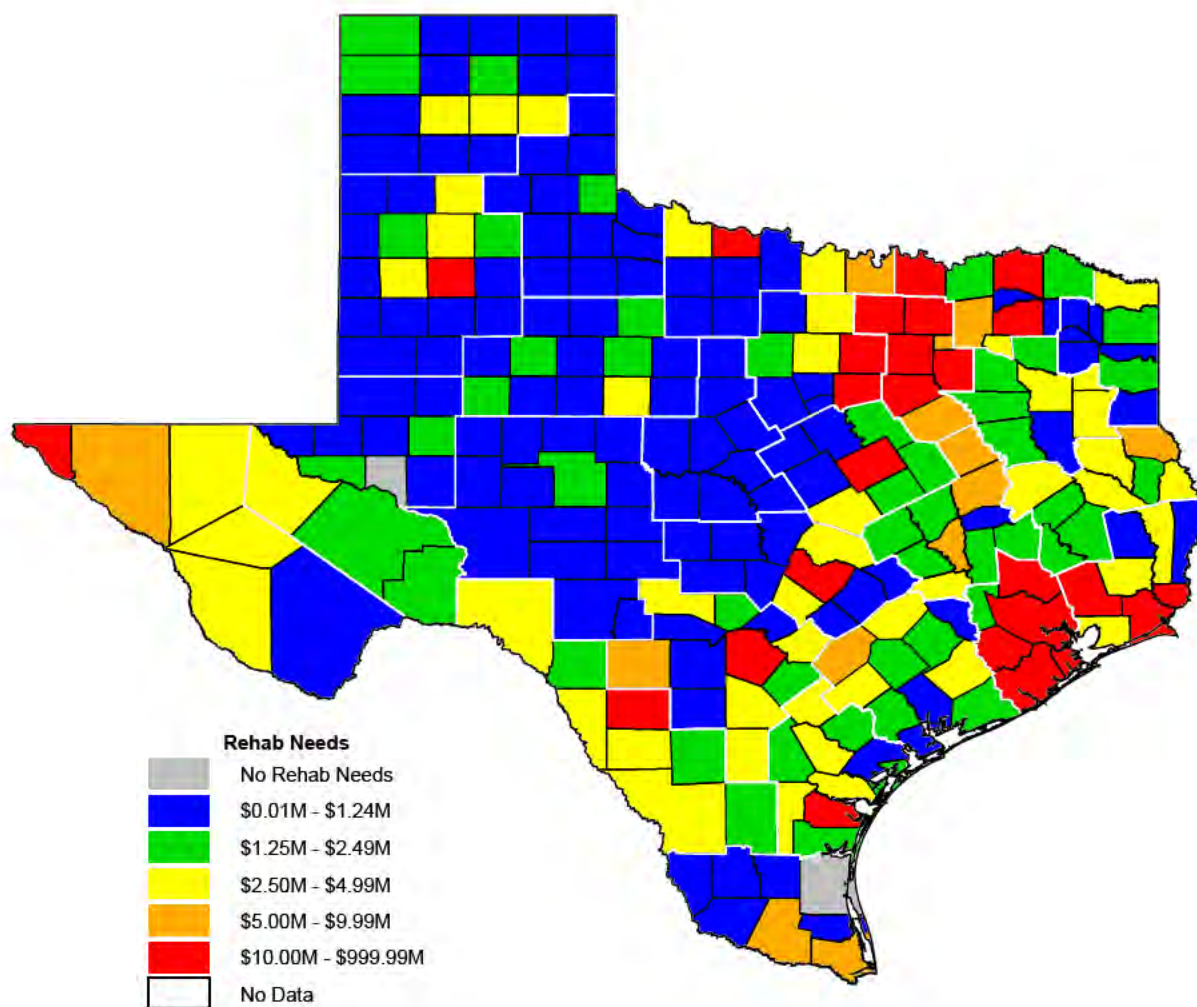 Rehab Needs
No Rehab Needs
$0.01M - $1.24M
$1.25M - $2.49M
$2.50M - $4.99M
$5.00M - $9.99M
$10.00M - $999.99M
No Data